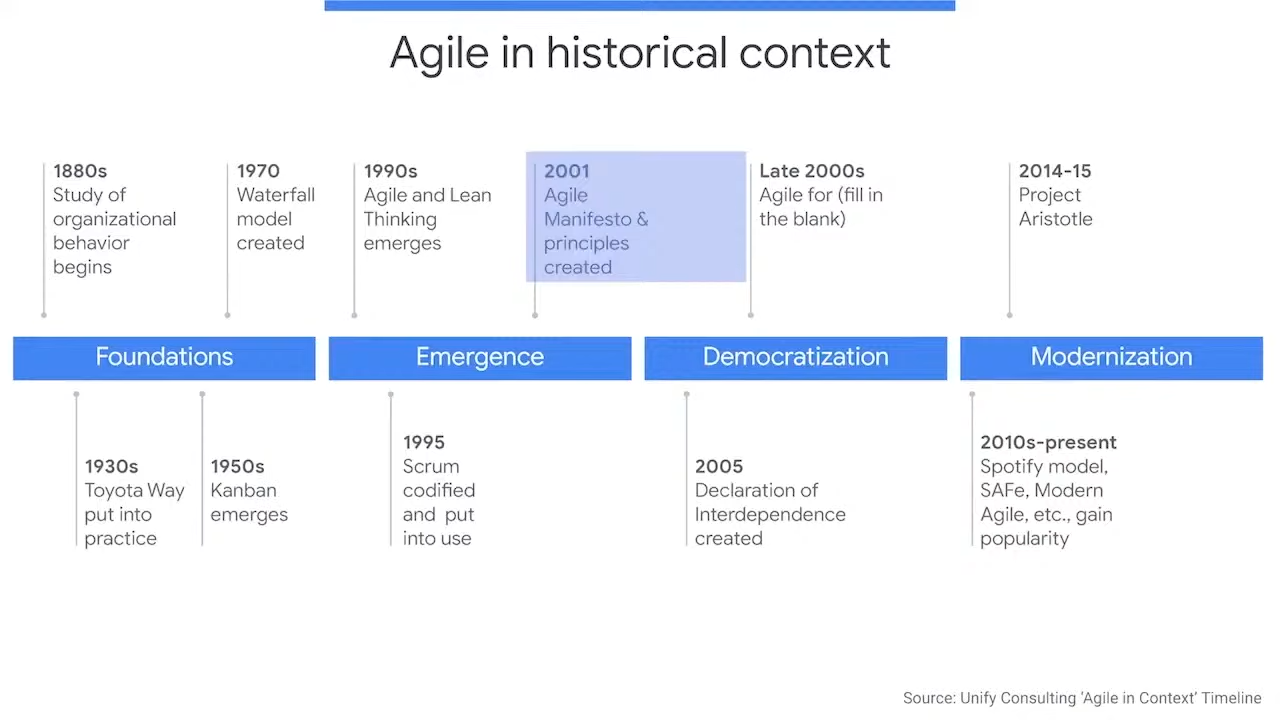 Agile in historical context
1880s
Study of
organizational
behavior
begins
1970
Waterfall
model
created
1990s
Agile and Lean
Thinking
emerges
2001
Agile
Manifesto &
principles
created
Late 2000s
Agile for (fill in
the blank)
2014-15
Project
Aristotle
Foundations
Emergence
Democratization
Modernization
1930s
Toyota Way
put into
practice
1950s
Kanban
emerges
1995
Scrum
codified
and put
into use
2005
Declaration of
Interdependence
created
2010s-present
Spotify model,
SAFe, Modern
Agile, etc., gain
popularity
Source: Unify Consulting 'Agile in Context' Timeline